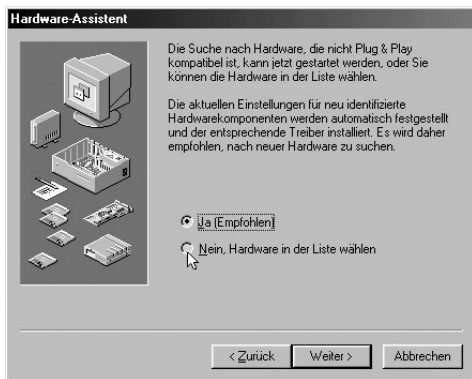 Hardware-Assistent
Die Suche nach Hardware, die nicht Plug & Play
kompatibel ist, kann jetzt gestartet werden, oder Sie
können die Hardware in der Liste wählen.
Die aktuellen Einstellungen für neu identifizierte
Hardwarekomponenten werden automatisch festgestellt
und der entsprechende Treiber installiert. Es wird daher
empfohlen, nach neuer Hardware zu suchen.
Ja (Empfohlen)
Nein, Hardware in der Liste wählen
< Zurück Weiter > Abbrechen